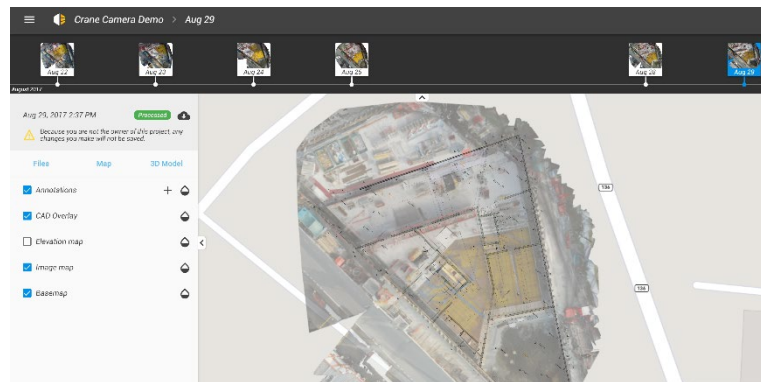 Crane Camera Demo > Aug 29
Aug 22
Aug 23
Aug 24
Aug 25
Aug 28
Aug 29
August 2017
Aug 29, 2017 2:37 PM
Processed
Because you are not the owner of this project, any
changes you make will not be saved.
Files Map 3D Model
Annotations
CAD Overlay
Elevation map
Image map
Basemap
136
136